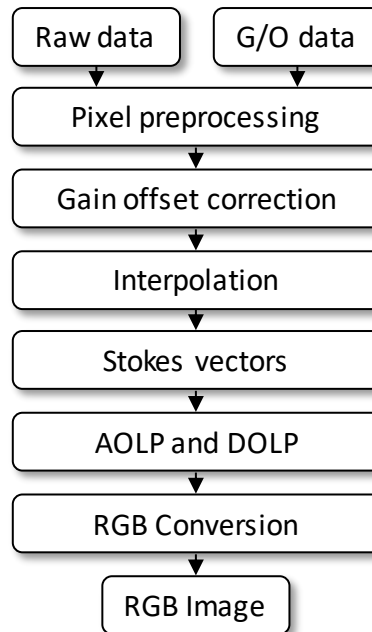 Raw data
G/O data
Pixel preprocessing
Gain offset correction
Interpolation
Stokes vectors
AOLP and DOLP
RGB Conversion
RGB Image